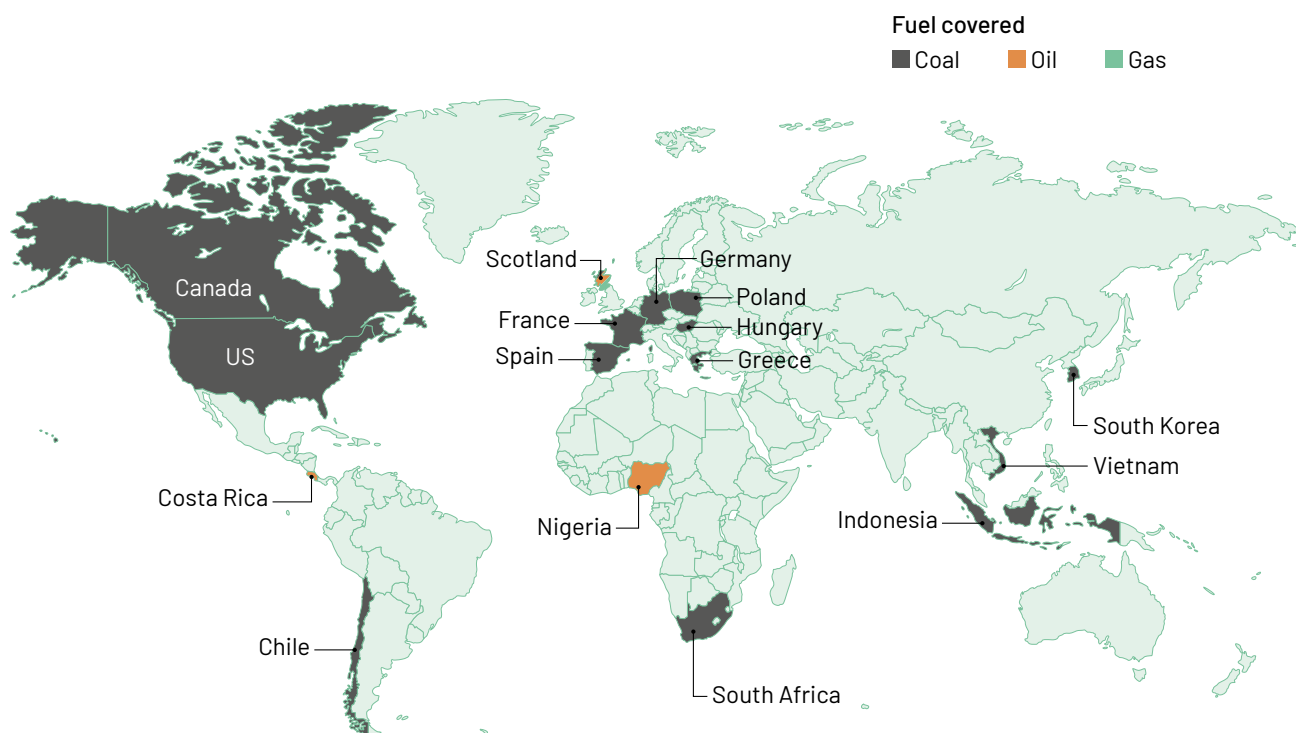 Fuel covered
Coal Oil Gas
Scotland
Germany
Canada
Poland
France
Hungary
US
Spain
Greece
South Korea
Vietnam
Costa Rica
Nigeria
Indonesia
Chile
South Africa